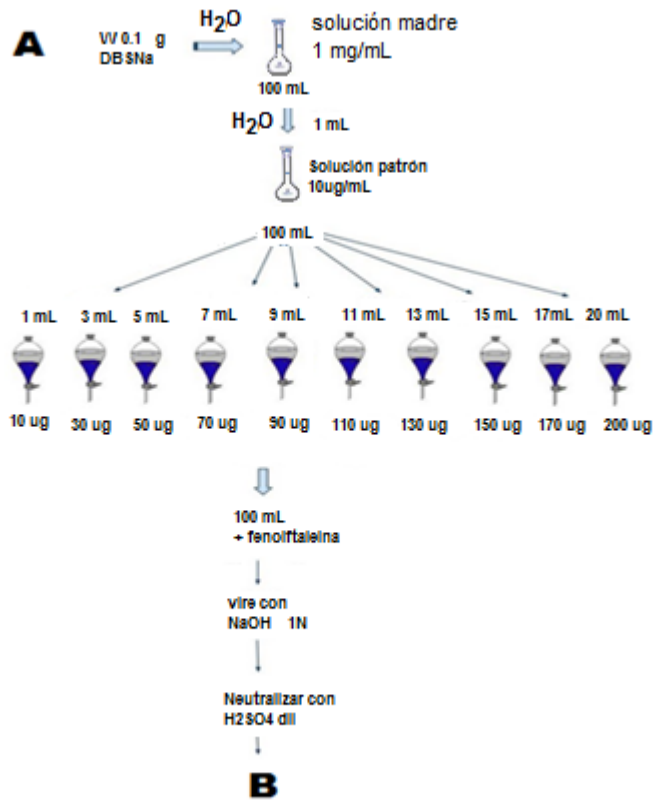 A
W 0.1 g
DBSNa
H2O
solución madre
1 mg/mL
100 mL
H2O
1 mL
Solución patrón
10ug/mL
100 mL
1 mL 3 mL 5 mL 7 mL 9 mL 11 mL 13 mL 15 mL 17mL 20 mL
10 ug 30 ug 50 ug 70 ug 90 ug 110 ug 130 ug 150 ug 170 ug 200 ug
100 mL
+ fenolftaleina
vire con
NaOH 1N
Neutralizar con
H2SO4 dil
B